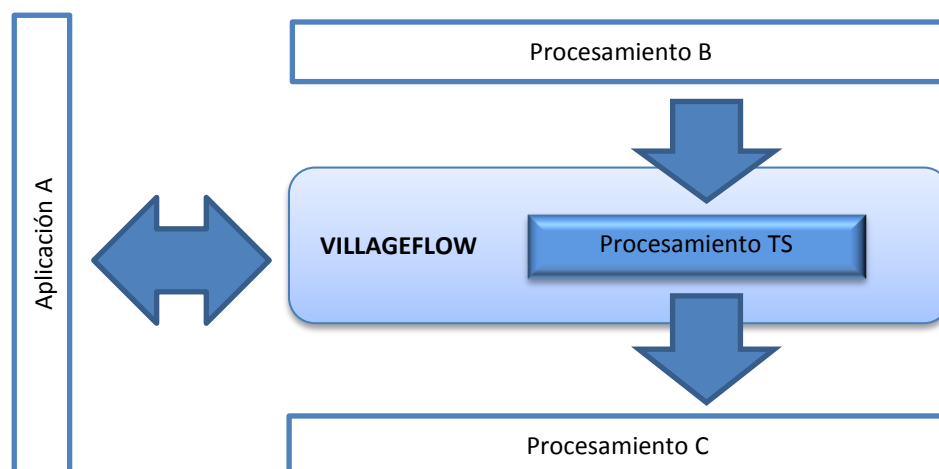 Aplicación A
Procesamiento B
VILLAGEFLOW
Procesamiento TS
Procesamiento C